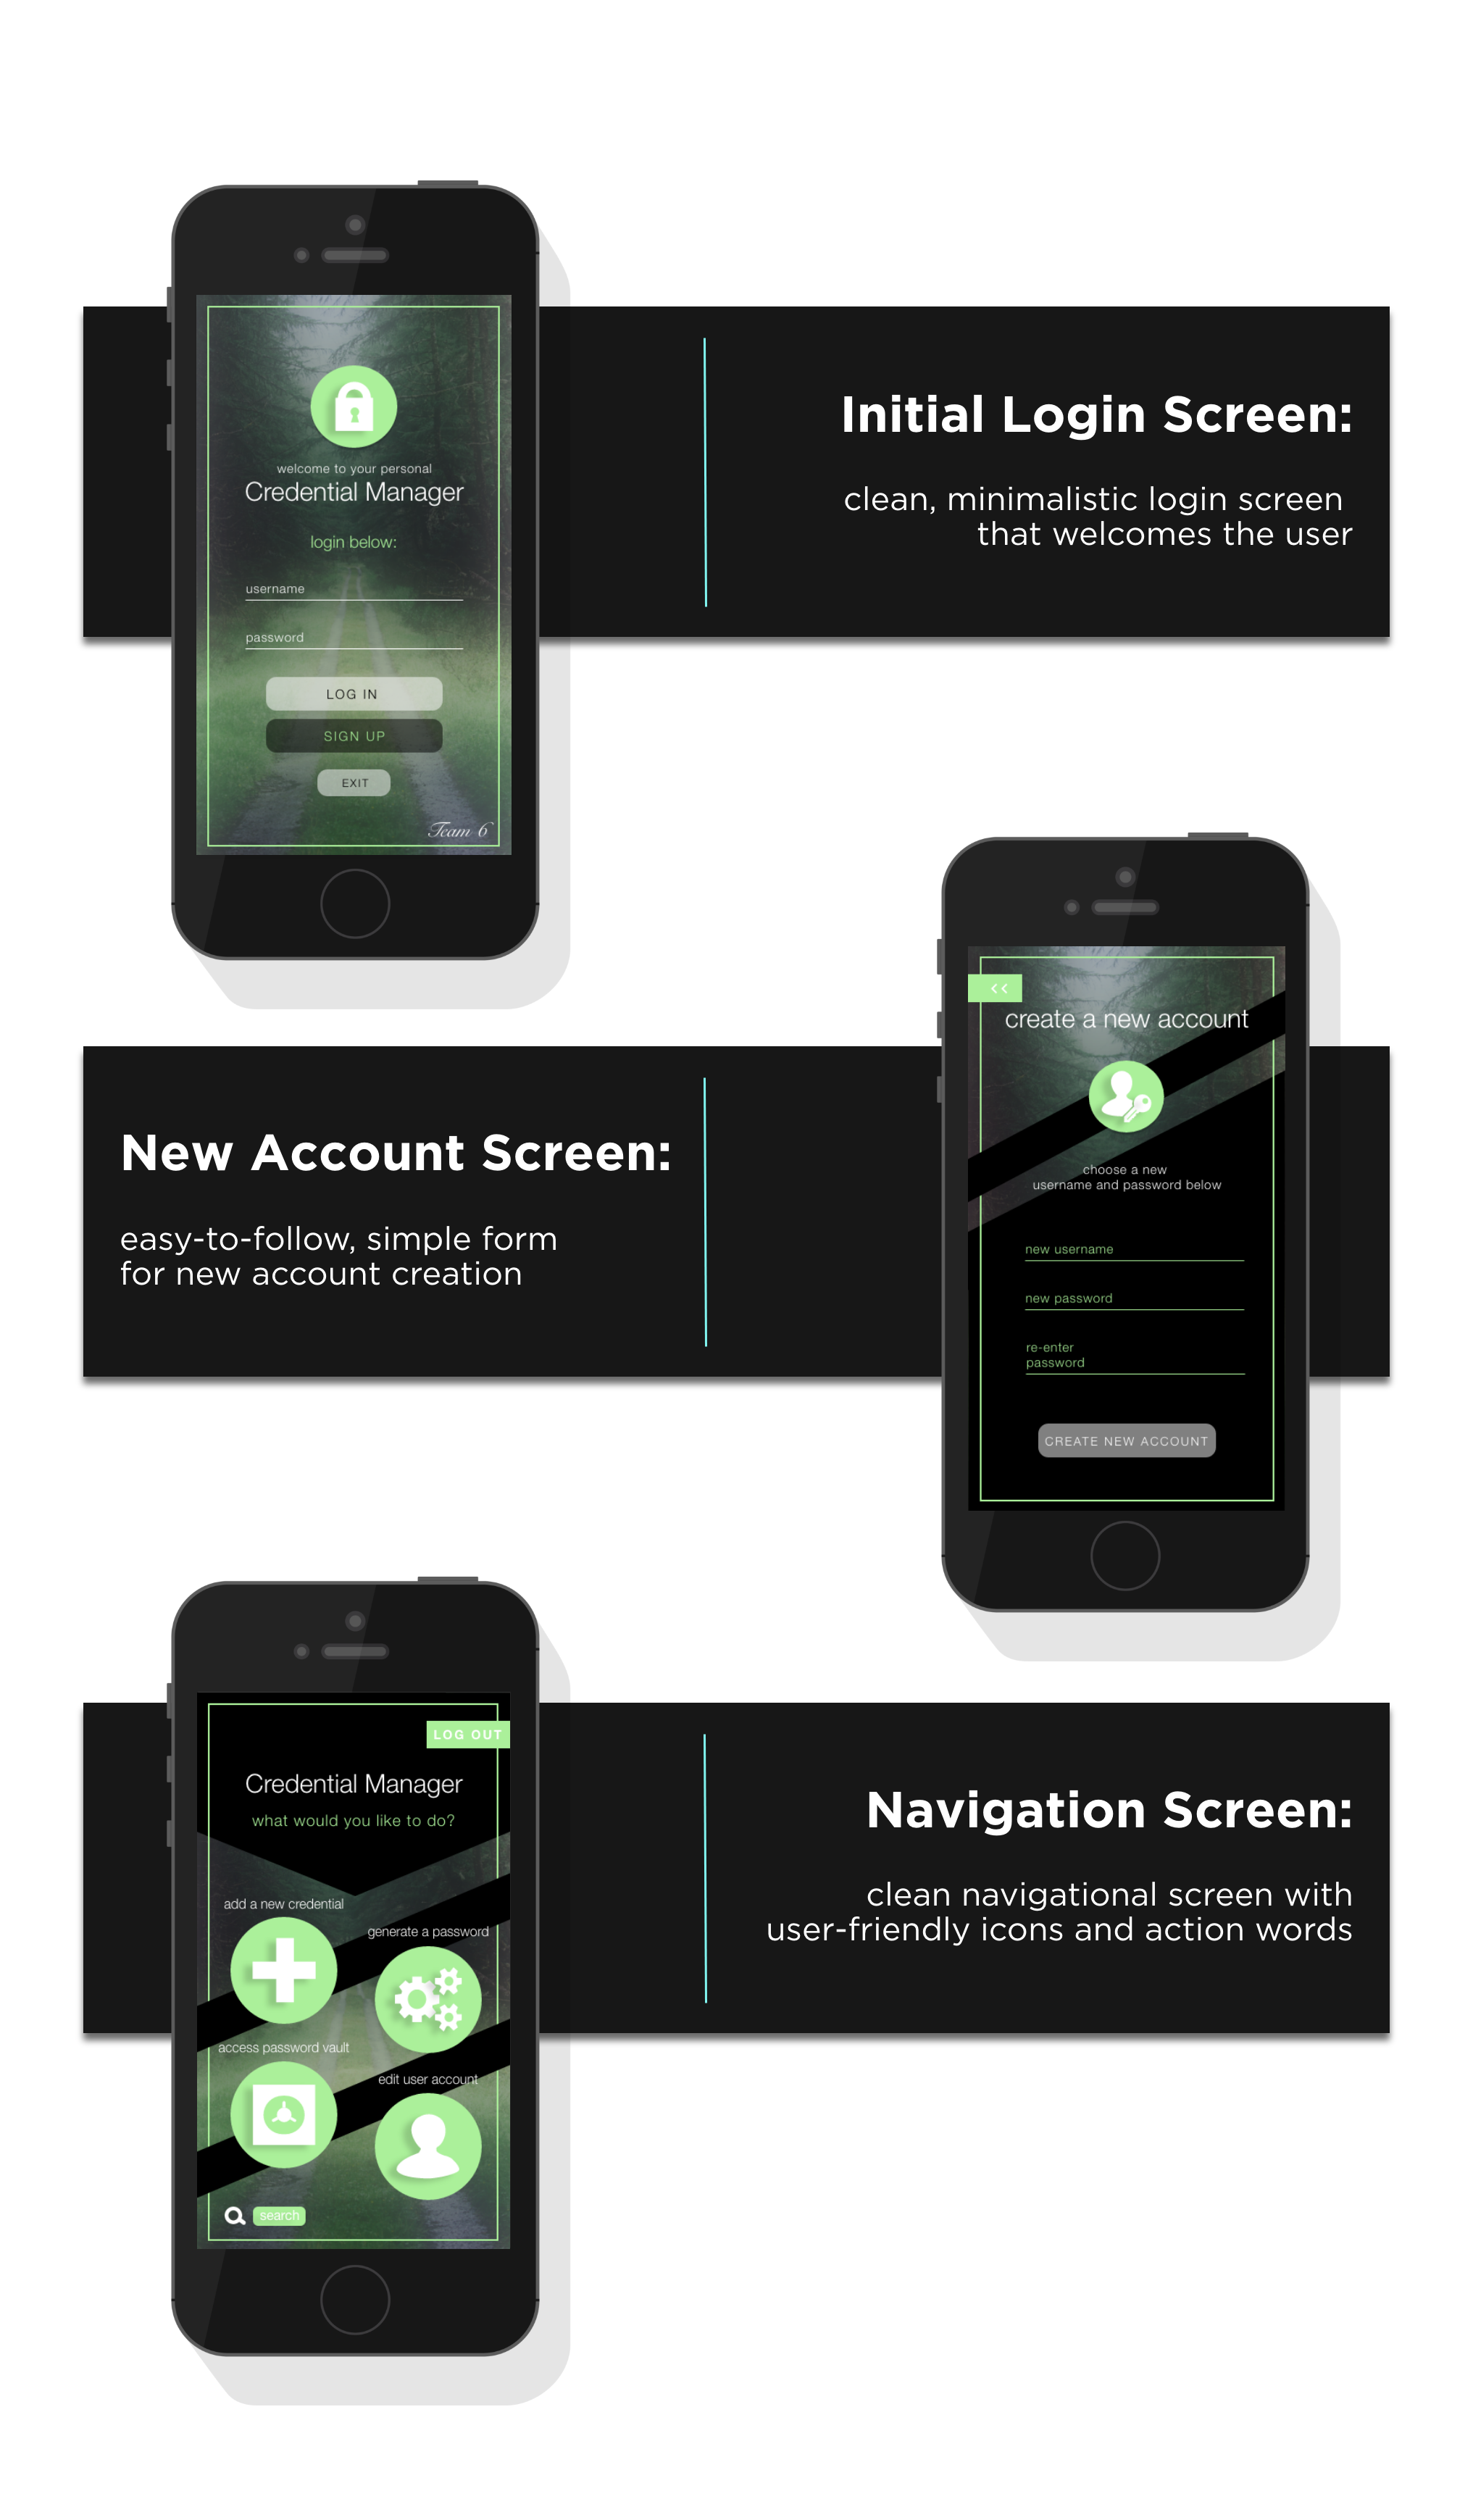 welcome to your personal
Credential Manager
login below:
username
password
LOG IN
SIGN UP
EXIT
Team 6
Initial Login Screen:
clean, minimalistic login screen
that welcomes the user
New Account Screen:
easy-to-follow, simple form
for new account creation
<<
create a new account
choose a new
username and password below
new username
new password
re-enter
password
CREATE NEW ACCOUNT
LOG OUT
Credential Manager
what would you like to do?
add a new credential
generate a password
access password vault
edit user account
search
Navigation Screen:
clean navigational screen with
user-friendly icons and action words